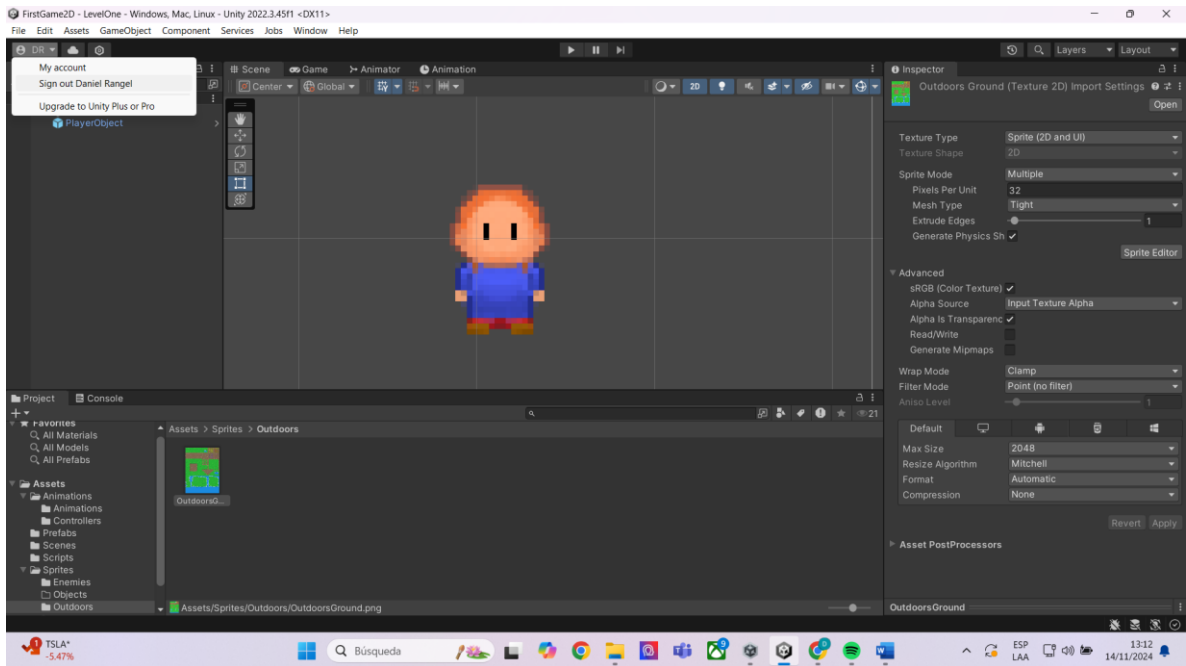 FirstGame2D - LevelOne - Windows, Mac, Linux - Unity 2022.3.45f1 <DX11>
File Edit Assets GameObject Component Services Jobs Window Help
DR
Layers Layout
My account
Sign out Daniel Rangel
Upgrade to Unity Plus or Pro
PlayerObject
Scene Game Animator Animation
Center Global 2D
Inspector
Outdoors Ground (Texture 2D) Import Settings
Open
Texture Type Sprite (2D and UI)
Texture Shape 2D
Sprite Mode Multiple
Pixels Per Unit 32
Mesh Type Tight
Extrude Edges 1
Generate Physics Sh
Sprite Editor
Advanced
sRGB (Color Texture)
Alpha Source Input Texture Alpha
Alpha Is Transparenc
Read/Write
Generate Mipmaps
Wrap Mode Clamp
Filter Mode Point (no filter)
Aniso Level 1
Default
Max Size 2048
Resize Algorithm Mitchell
Format Automatic
Compression None
Revert Apply
Asset PostProcessors
OutdoorsGround
Project Console
21
Favorites
All Materials
All Models
All Prefabs
Assets
Animations
Animations
Controllers
Prefabs
Scenes
Scripts
Sprites
Enemies
Objects
Outdoors
Assets > Sprites > Outdoors
OutdoorsG...
Assets/Sprites/Outdoors/OutdoorsGround.png
TSLA*
-5.47%
Búsqueda
ESP
LAA
13:12
14/11/2024